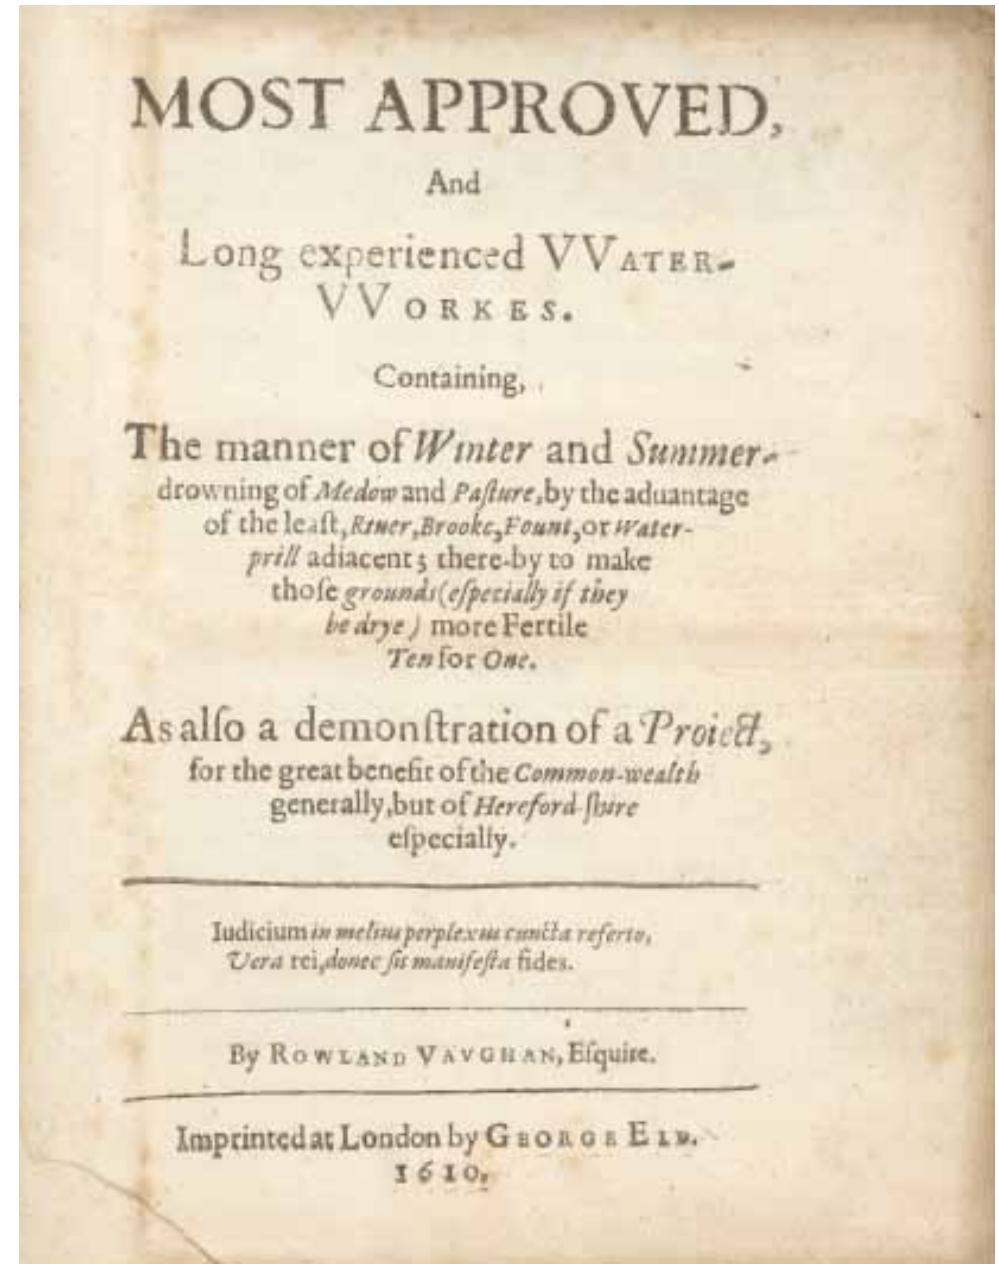 MOST APPROVED,
And
Long experienced VVATER-
VVORKES.
Containing,
The manner of Winter and Summer-
drowning of Medow and Paſture, by the aduantage
of the leaſt, Riuer, Brooke, Fount, or Water-
prill adiacent; there-by to make
thoſe grounds (eſpecially if they
be drye) more Fertile
Ten for One.
As alſo a demonſtration of a Proiect,
for the great benefit of the Common-wealth
generally, but of Hereford-ſhire
eſpecially.
Iudicium in melius perplexus cuncta referto,
Vera rei, donec ſit manifeſta fides.
By ROWLAND VAVGHAN, Eſquire.
Imprinted at London by GEORGE ELD.
1610.